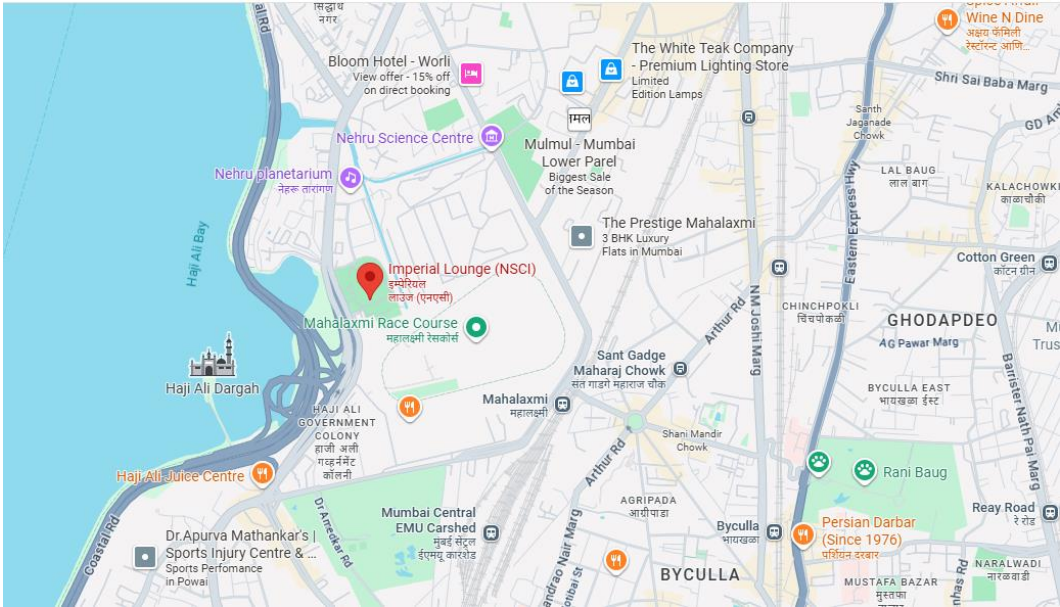 सिद्धार्थ
नगर
Wine N Dine
अक्षय फॅमिली
रेस्टॉरन्ट आणि...
Bloom Hotel - Worli
View offer - 15% off
on direct booking
The White Teak Company
- Premium Lighting Store
Limited
Edition Lamps
Shri Sai Baba Marg
Santh
Jaganade
Chowk
GD Am
Nehru Science Centre
Mulmul - Mumbai
Lower Parel
Biggest Sale
of the Season
Nehru planetarium
नेहरू तारांगण
LAL BAUG
लाल बाग
KALACHOWKI
काळाचौकी
Eastern Express Hwy
The Prestige Mahalaxmi
3 BHK Luxury
Flats in Mumbai
Haji Ali Bay
Imperial Lounge (NSCI)
इम्पेरियल
लाउंज (एनएससी)
Cotton Green
कॉटन ग्रीन
CHINCHPOKLI
चिंचपोकळी
Mahalaxmi Race Course
महालक्ष्मी रेसकोर्स
Arthur Rd
NM Joshi Marg
GHODAPDEO
AG Pawar Marg
Mi
Trus
Sant Gadge
Maharaj Chowk
संत गाडगे महाराज चौक
Haji Ali Dargah
BYCULLA EAST
भायखळा ईस्ट
Barrister Nath Pai Marg
Mahalaxmi
महालक्ष्मी
HAJI ALI
GOVERNMENT
COLONY
हाजी अली
गव्हर्नमेंट
कॉलनी
Shani Mandir
Chowk
Arthur Rd
Haji Ali Juice Centre
Rani Baug
Dr Amedkar Rd
AGRIPADA
आग्रीपाडा
Mumbai Central
EMU Carshed
मुंबई सेंट्रल
ईएमयू कारशेड
Reay Road
रे रोड
Coastal Rd
Dr.Apurva Mathankar's |
Sports Injury Centre & ...
Sports Perfomance
in Powai
Byculla
भायखळा
Persian Darbar
(Since 1976)
पर्शियन दरबार
BYCULLA
NARALWADI
नारळवाडी
MUSTAFA BAZAR
मुस्तफा